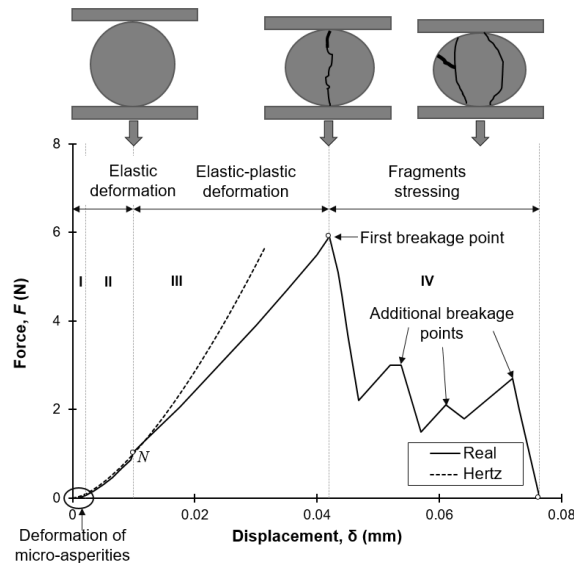 8
Elastic
deformation
Elastic-plastic
deformation
Fragments
stressing
6
First breakage point
I
II
III
IV
Additional breakage
points
Force, F (N)
4
2
N
Real
Hertz
0
0
0.02
0.04
0.06
0.08
Deformation of
micro-asperities
Displacement, δ (mm)